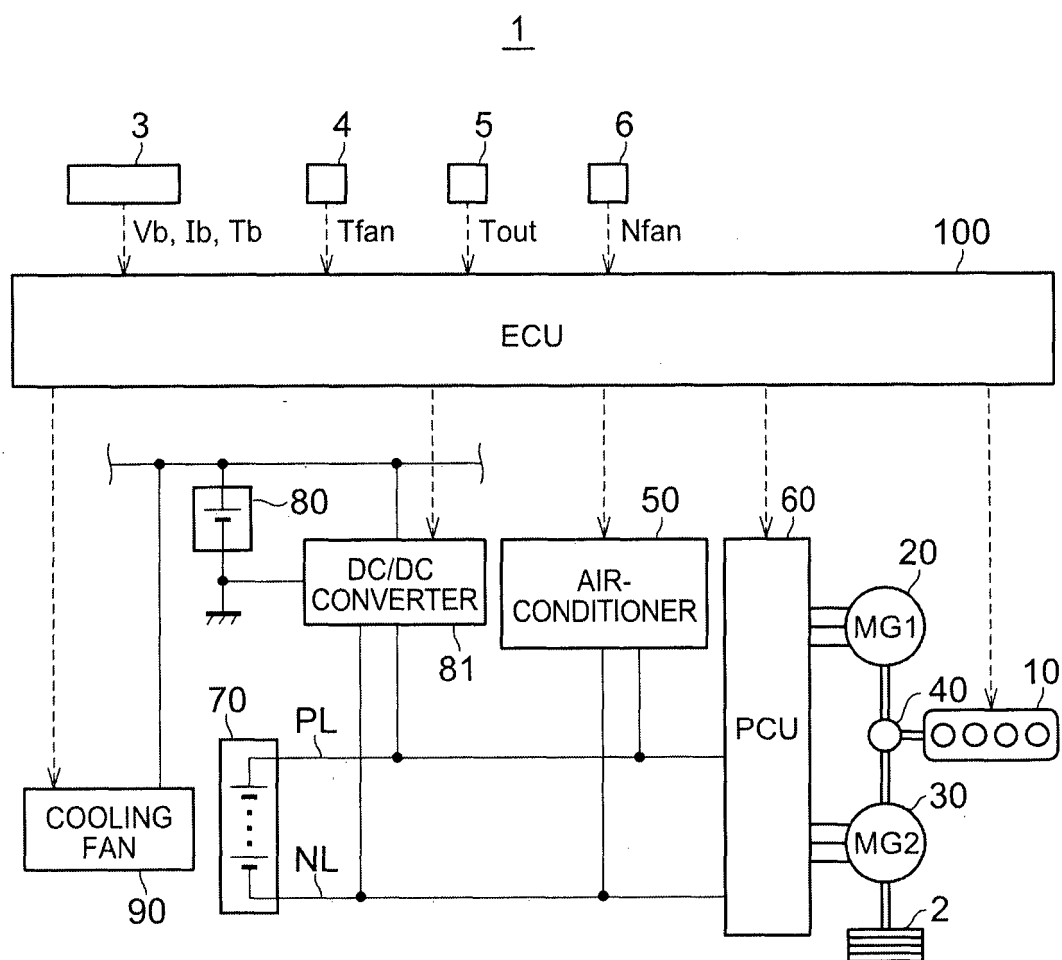 1
3
4
5
6
Vb, Ib, Tb
Tfan
Tout
Nfan
100
ECU
80
50
60
20
DC/DC
CONVERTER
AIR-
CONDITIONER
MG1
81
70
PL
PCU
40
10
COOLING
FAN
NL
30
MG2
90
2